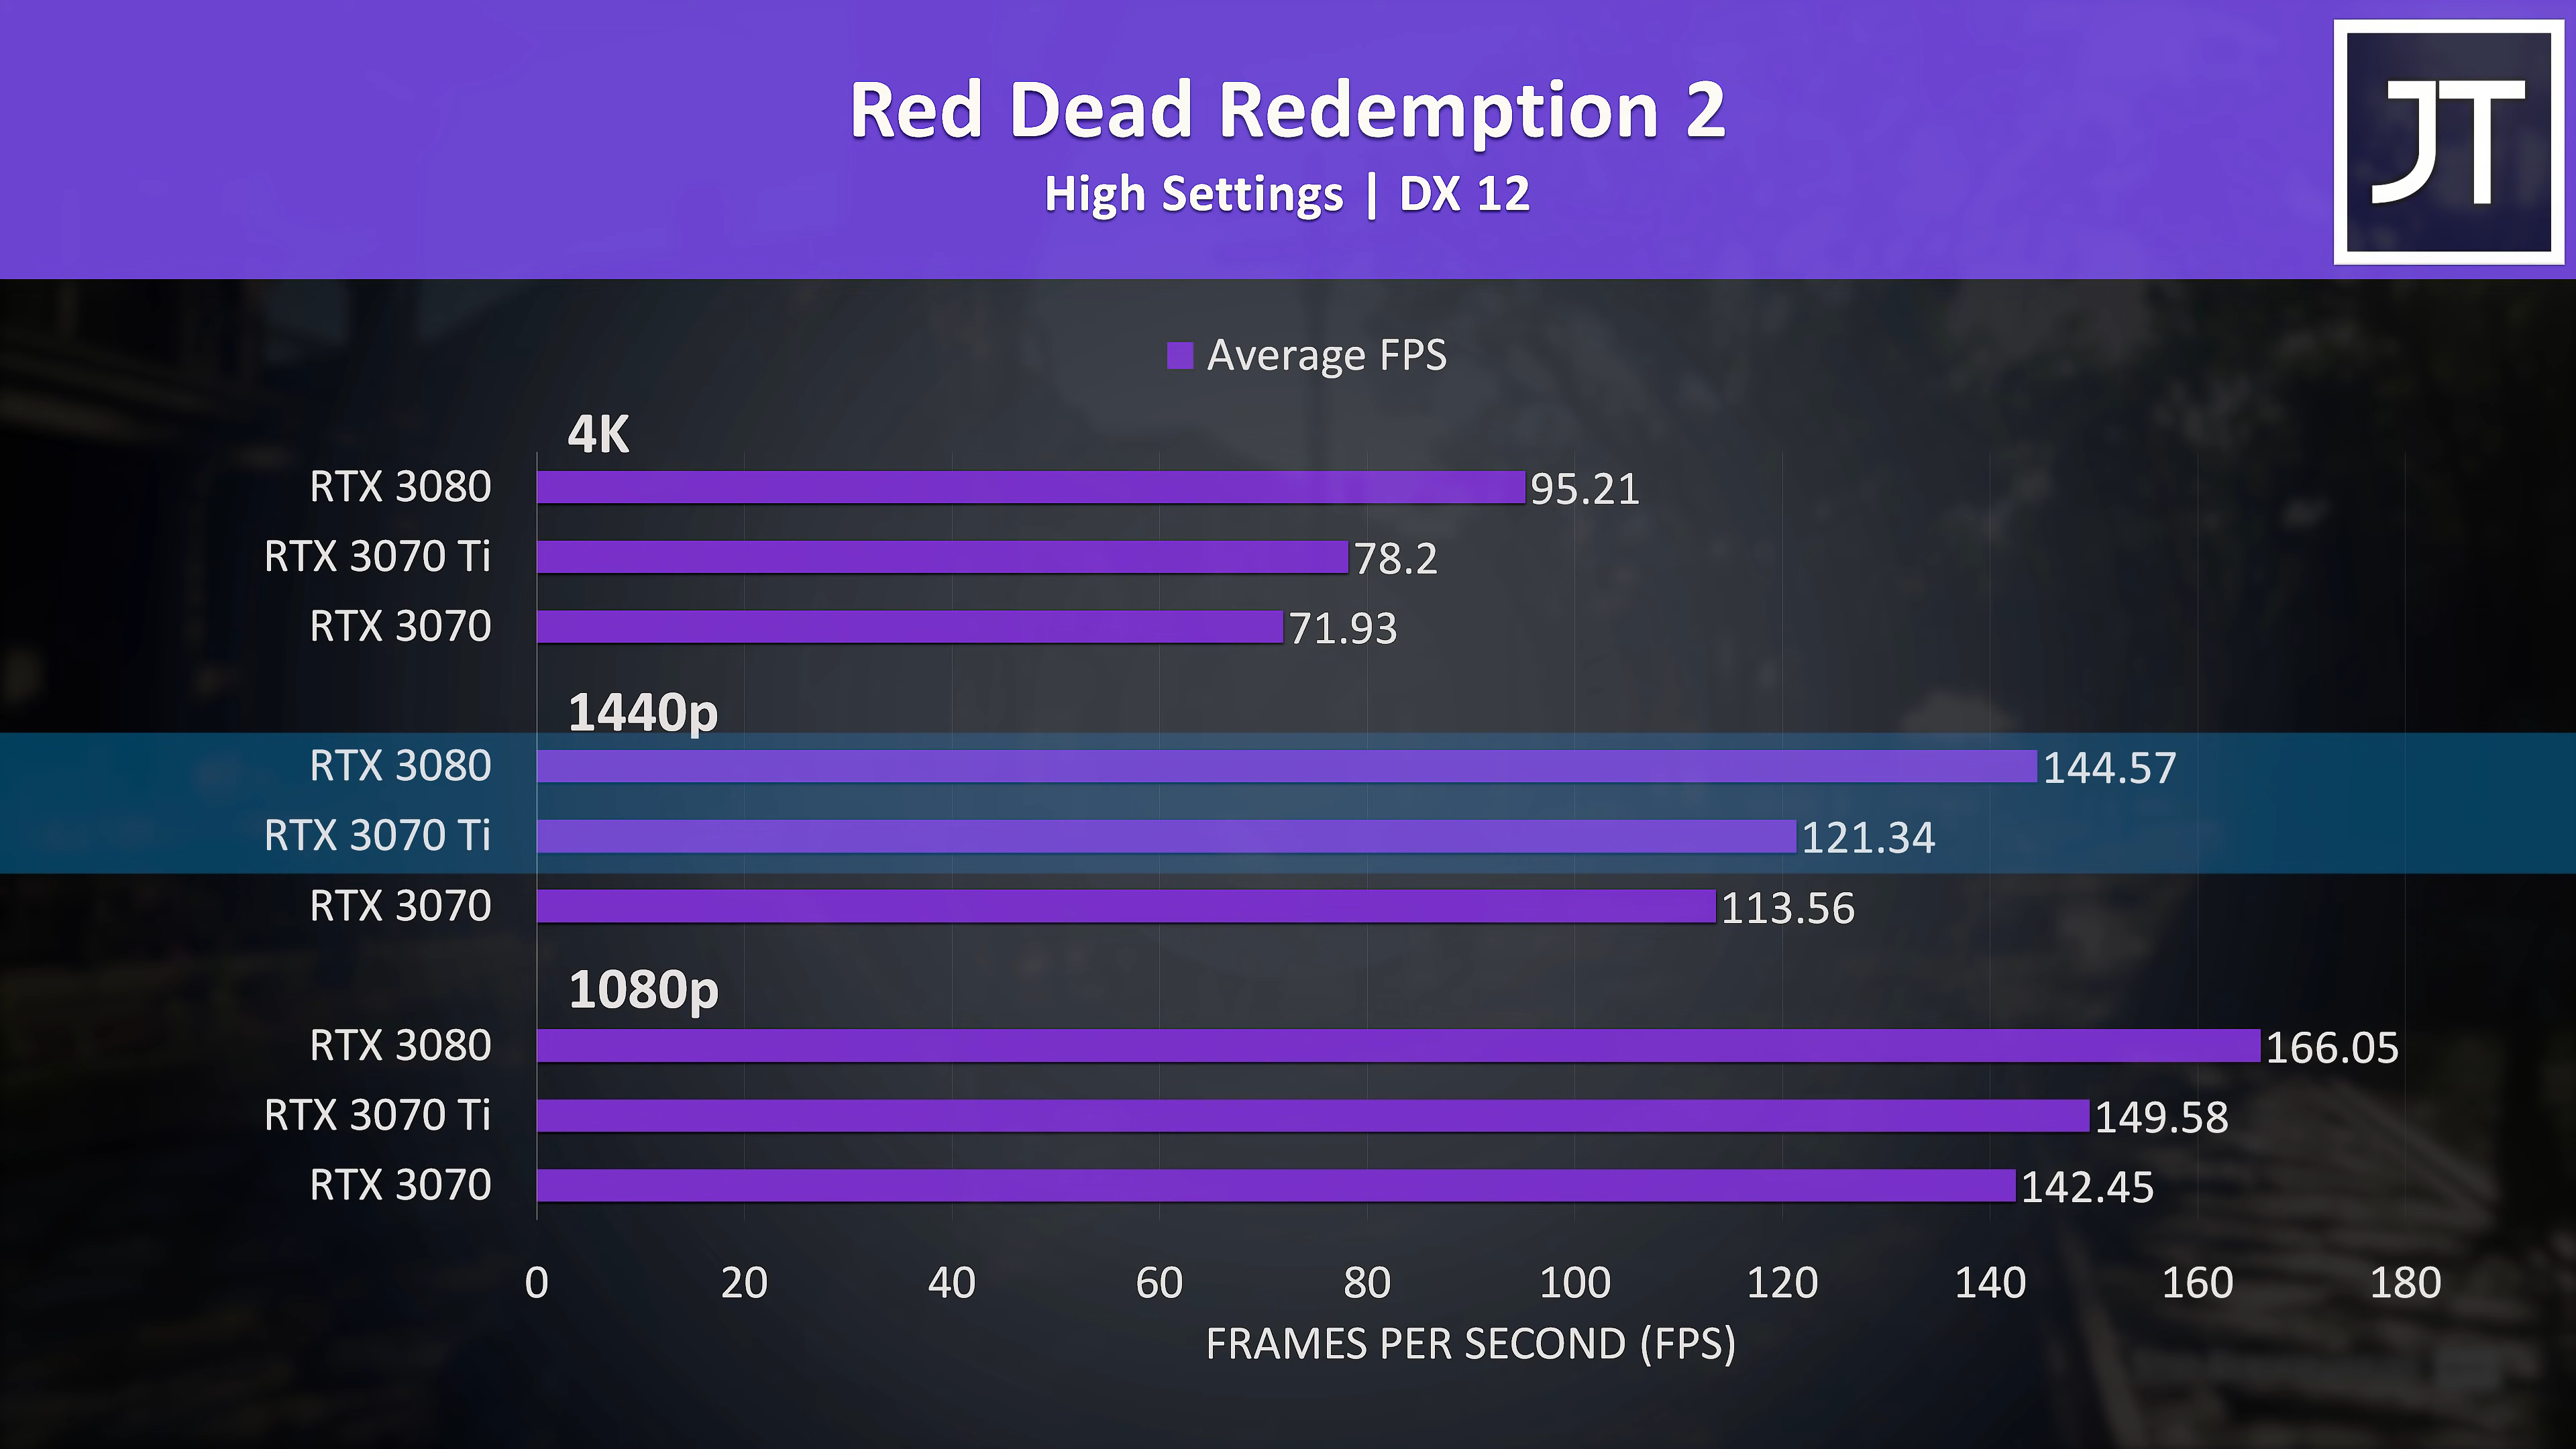 Red Dead Redemption 2
High Settings | DX 12
JT
Average FPS
4K
RTX 3080 95.21
RTX 3070 Ti 78.2
RTX 3070 71.93
1440p
RTX 3080 144.57
RTX 3070 Ti 121.34
RTX 3070 113.56
1080p
RTX 3080 166.05
RTX 3070 Ti 149.58
RTX 3070 142.45
0 20 40 60 80 100 120 140 160 180
FRAMES PER SECOND (FPS)